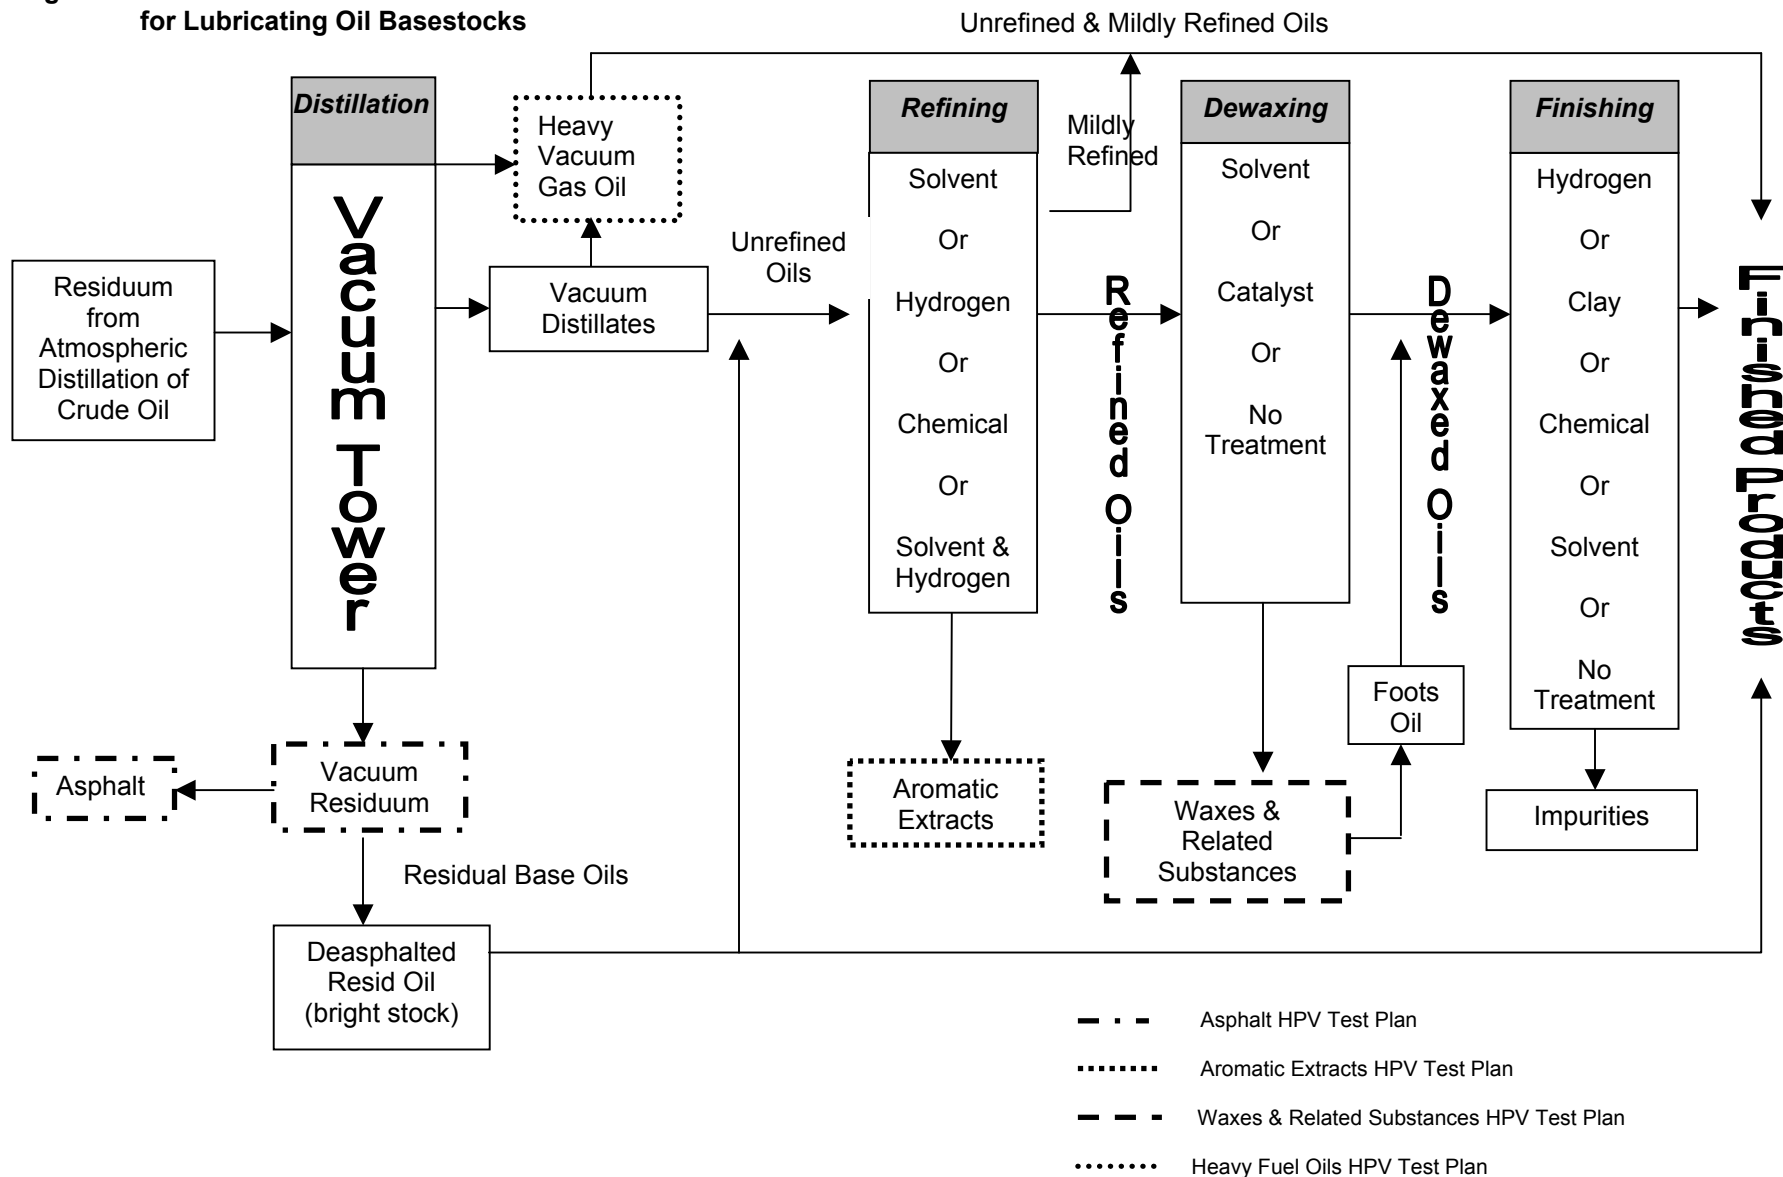 for Lubricating Oil Basestocks
Unrefined & Mildly Refined Oils
Distillation
Vacuum Tower
Heavy
Vacuum
Gas Oil
Refining
Solvent
Or
Hydrogen
Or
Chemical
Or
Solvent &
Hydrogen
Mildly
Refined
Dewaxing
Solvent
Or
Catalyst
Or
No
Treatment
Finishing
Hydrogen
Or
Clay
Or
Chemical
Or
Solvent
Or
No
Treatment
Residuum
from
Atmospheric
Distillation of
Crude Oil
Vacuum
Distillates
Unrefined
Oils
Refined Oils
Dewaxed Oils
Finished Products
Foots
Oil
Asphalt
Vacuum
Residuum
Aromatic
Extracts
Waxes &
Related
Substances
Impurities
Residual Base Oils
Deasphalted
Resid Oil
(bright stock)
Asphalt HPV Test Plan
Aromatic Extracts HPV Test Plan
Waxes & Related Substances HPV Test Plan
Heavy Fuel Oils HPV Test Plan